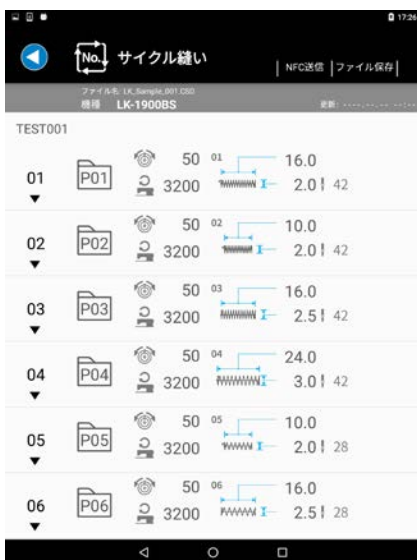 17:26
No. サイクル縫い
NFC送信 ファイル保存
ファイル名: LK_Sample_001.CSD
機種 LK-1900BS 更新: ----.--.-- --:--
TEST001
01 P01 50 3200 01 16.0 2.0 42
02 P02 50 3200 02 10.0 2.0 42
03 P03 50 3200 03 16.0 2.5 42
04 P04 50 3200 04 24.0 3.0 42
05 P05 50 3200 05 10.0 2.0 28
06 P06 50 3200 06 16.0 2.5 28